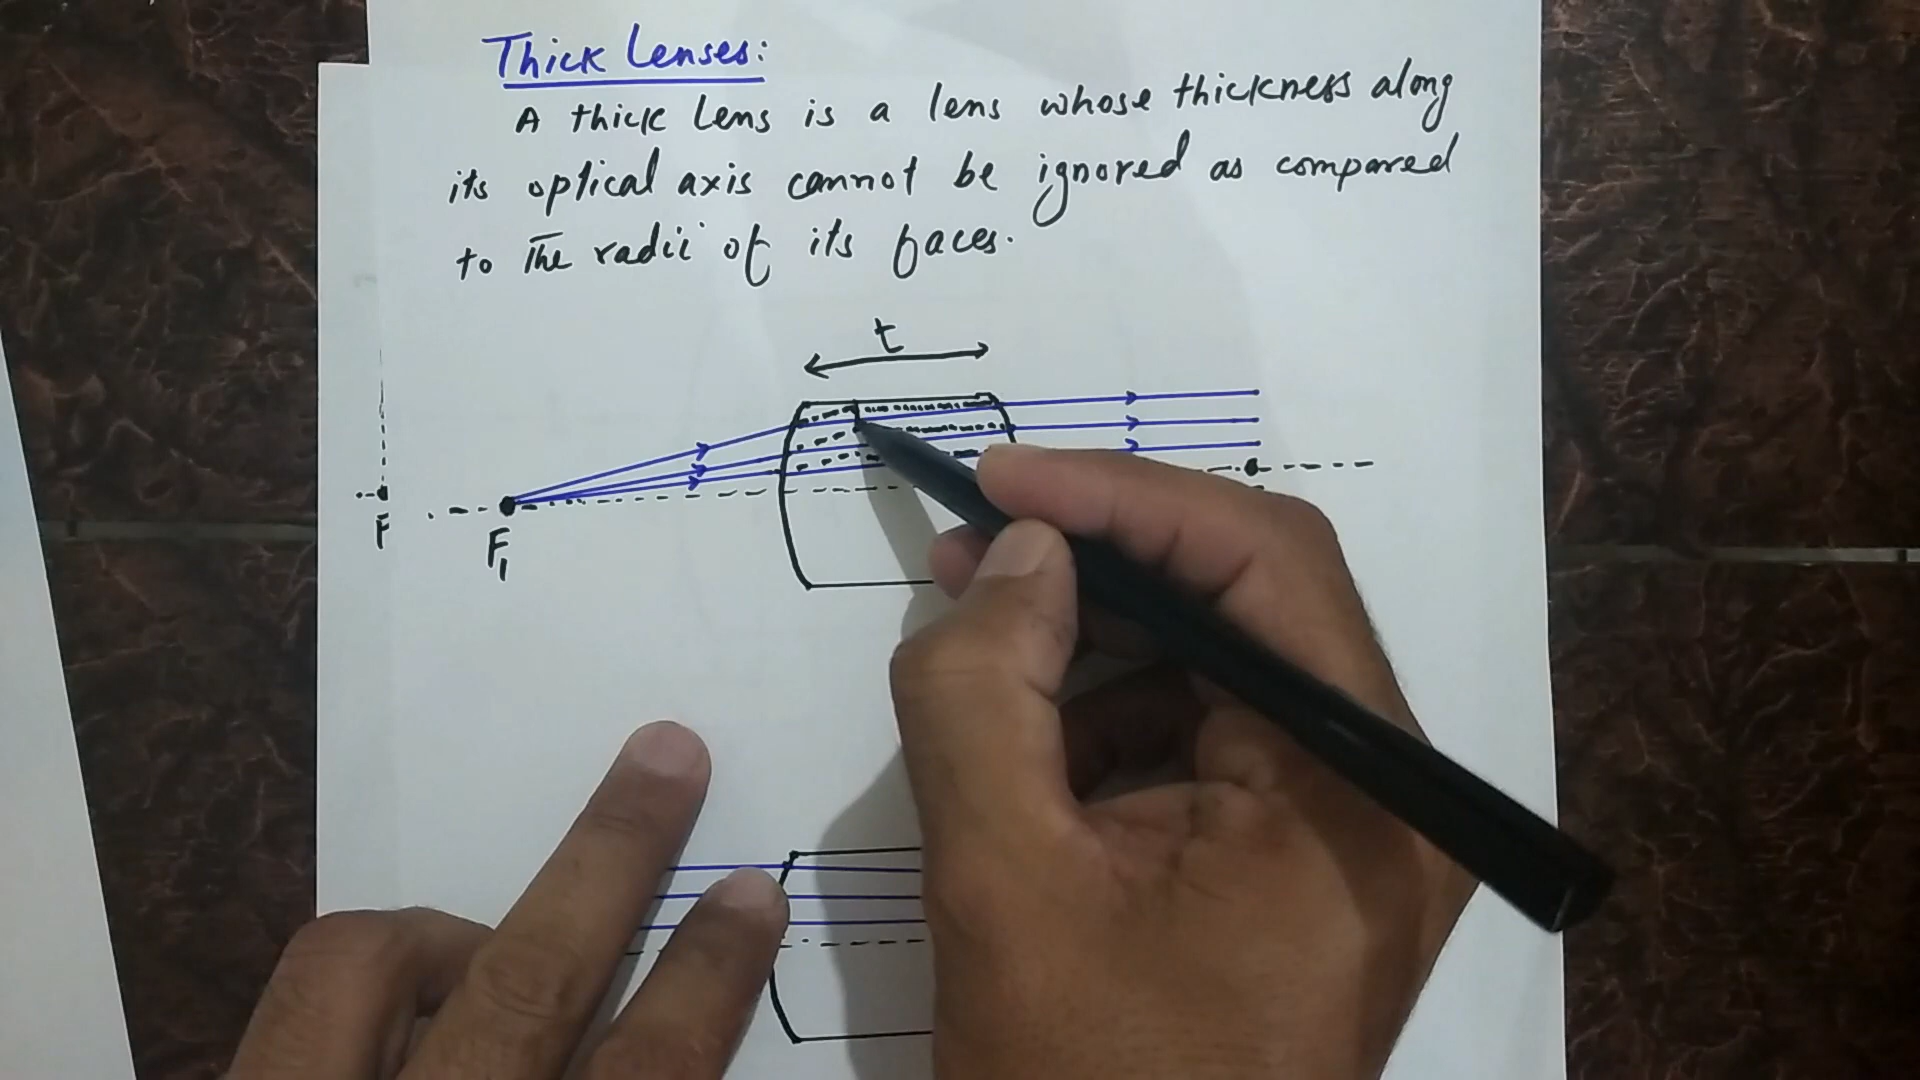 Thick Lenses:
A thick Lens is a lens whose thickness along
its optical axis cannot be ignored as compared
to The radii of its faces.
t
F
F1